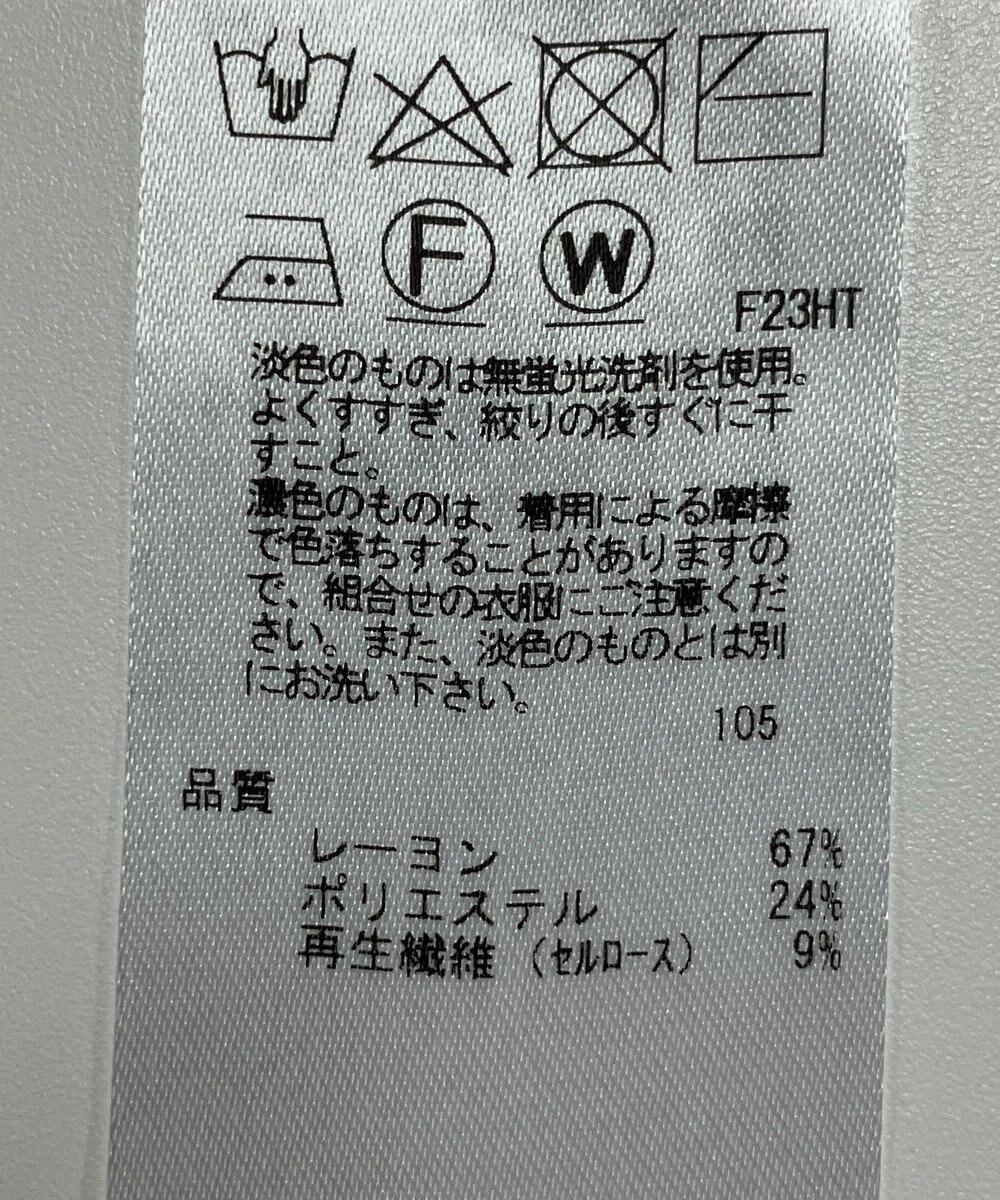 F W F23HT
淡色のものは無蛍光洗剤を使用。
よくすすぎ、絞りの後すぐに干
すこと。
濃色のものは、着用による摩擦
で色落ちすることがありますの
で、組合せの衣服にご注意くだ
さい。また、淡色のものとは別
にお洗い下さい。
105
品質
レーヨン 67%
ポリエステル 24%
再生繊維(セルロース) 9%